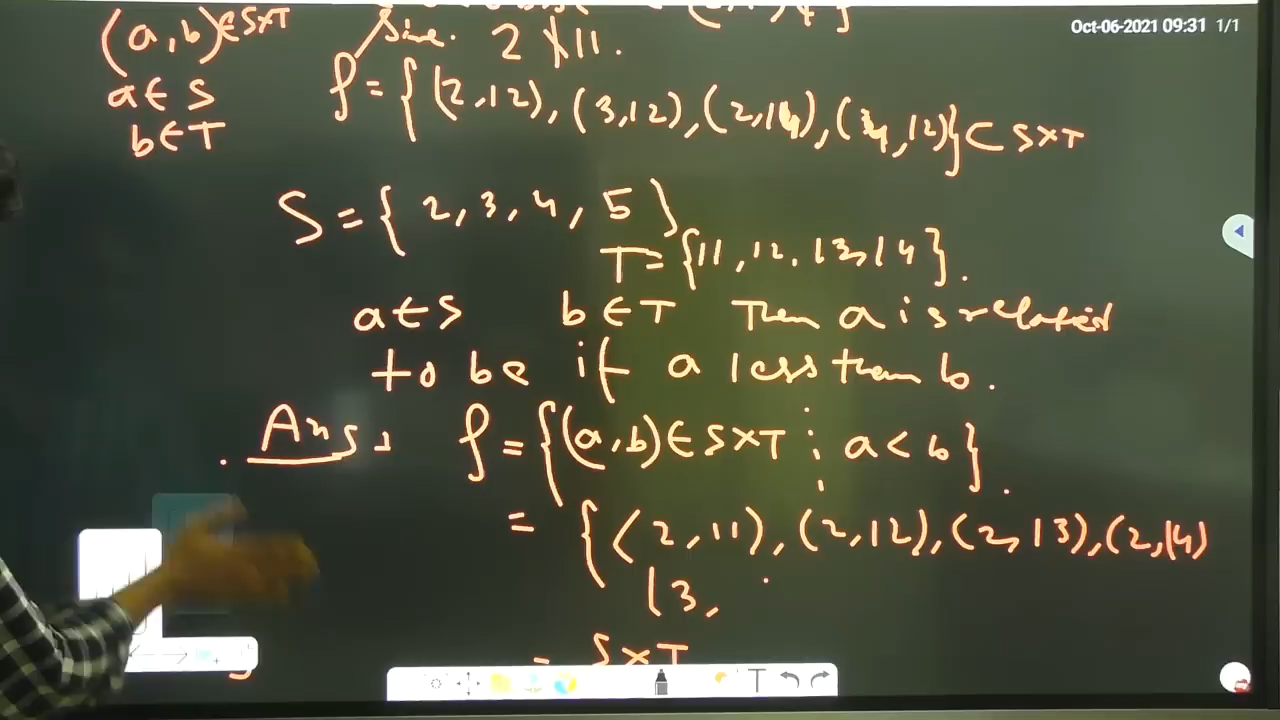 Oct-06-2021 09:31 1/1
(a,b)∈S×T
a∈S
b∈T
Since 2 ∤ 11.
ρ={(2,12),(3,12),(2,14),(4,12)}⊂S×T
S={2,3,4,5}
T={11,12,13,14}.
a∈S b∈T Then a is related
to be if a less than b.
Ans:
ρ={(a,b)∈S×T : a<b}.
={(2,11),(2,12),(2,13),(2,14)
(3,
= S×T
T